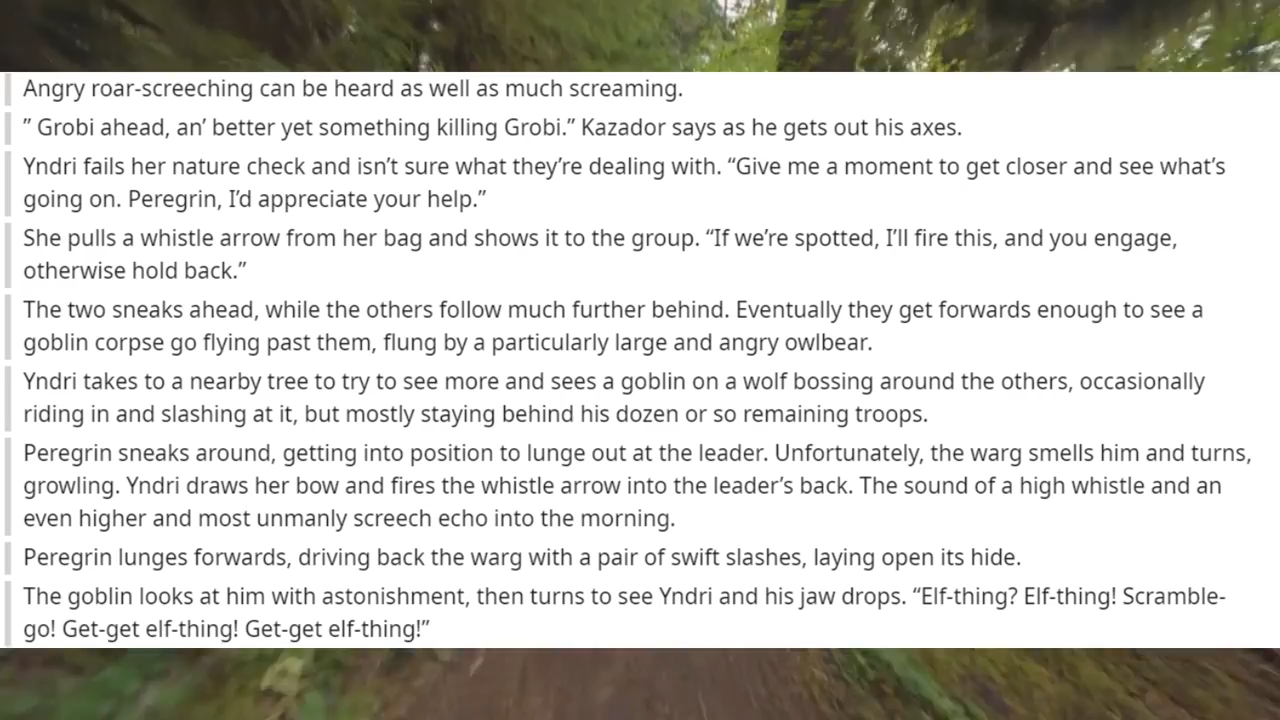 Angry roar-screeching can be heard as well as much screaming.
” Grobi ahead, an’ better yet something killing Grobi.” Kazador says as he gets out his axes.
Yndri fails her nature check and isn’t sure what they’re dealing with. “Give me a moment to get closer and see what’s
going on. Peregrin, I’d appreciate your help.”
She pulls a whistle arrow from her bag and shows it to the group. “If we’re spotted, I’ll fire this, and you engage,
otherwise hold back.”
The two sneaks ahead, while the others follow much further behind. Eventually they get forwards enough to see a
goblin corpse go flying past them, flung by a particularly large and angry owlbear.
Yndri takes to a nearby tree to try to see more and sees a goblin on a wolf bossing around the others, occasionally
riding in and slashing at it, but mostly staying behind his dozen or so remaining troops.
Peregrin sneaks around, getting into position to lunge out at the leader. Unfortunately, the warg smells him and turns,
growling. Yndri draws her bow and fires the whistle arrow into the leader’s back. The sound of a high whistle and an
even higher and most unmanly screech echo into the morning.
Peregrin lunges forwards, driving back the warg with a pair of swift slashes, laying open its hide.
The goblin looks at him with astonishment, then turns to see Yndri and his jaw drops. “Elf-thing? Elf-thing! Scramble-
go! Get-get elf-thing! Get-get elf-thing!”